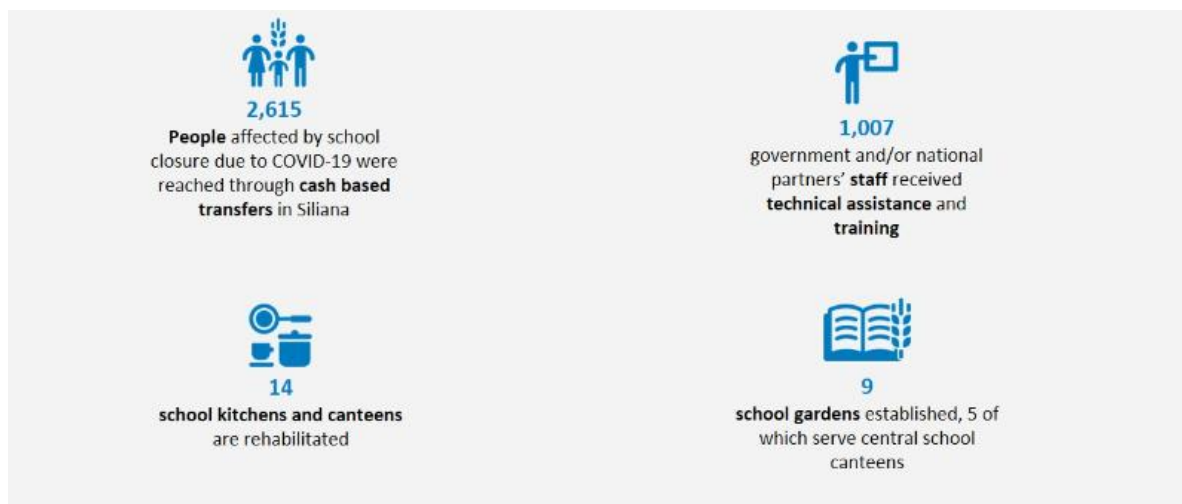 2,615
People affected by school
closure due to COVID-19 were
reached through cash based
transfers in Siliana
1,007
government and/or national
partners' staff received
technical assistance and
training
14
school kitchens and canteens
are rehabilitated
9
school gardens established, 5 of
which serve central school
canteens